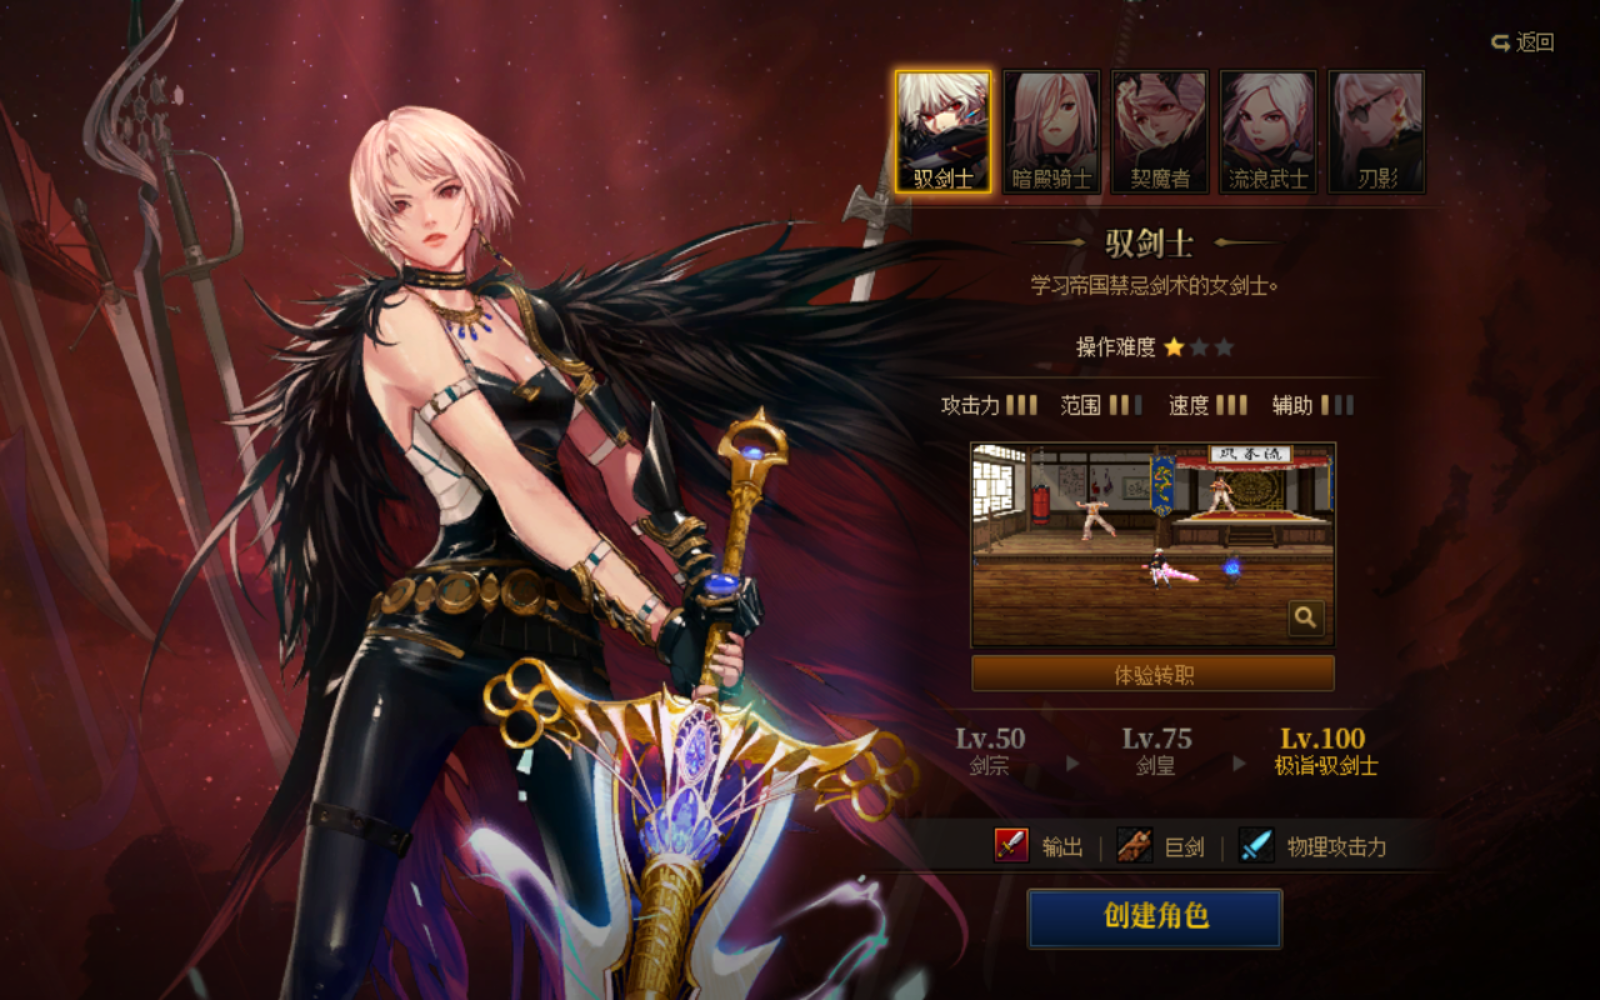 返回
驭剑士 暗殿骑士 契魔者 流浪武士 刃影
驭剑士
学习帝国禁忌剑术的女剑士。
操作难度
攻击力 范围 速度 辅助
体验转职
Lv.50 Lv.75 Lv.100
剑宗 剑皇 极诣·驭剑士
输出 | 巨剑 | 物理攻击力
创建角色